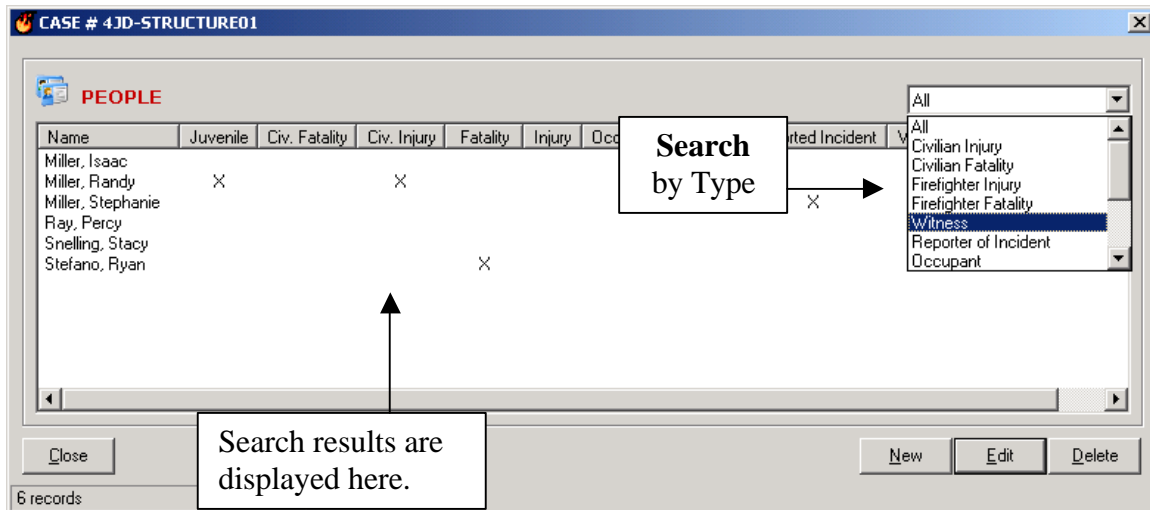 CASE # 4JD-STRUCTURE01
PEOPLE
All
Name Juvenile Civ. Fatality Civ. Injury Fatality Injury Occ rted Incident
Miller, Isaac
Miller, Randy X X
Miller, Stephanie X
Ray, Percy
Snelling, Stacy
Stefano, Ryan X
Search
by Type
All
Civilian Injury
Civilian Fatality
Firefighter Injury
Firefighter Fatality
Witness
Reporter of Incident
Occupant
Search results are
displayed here.
Close
New Edit Delete
6 records